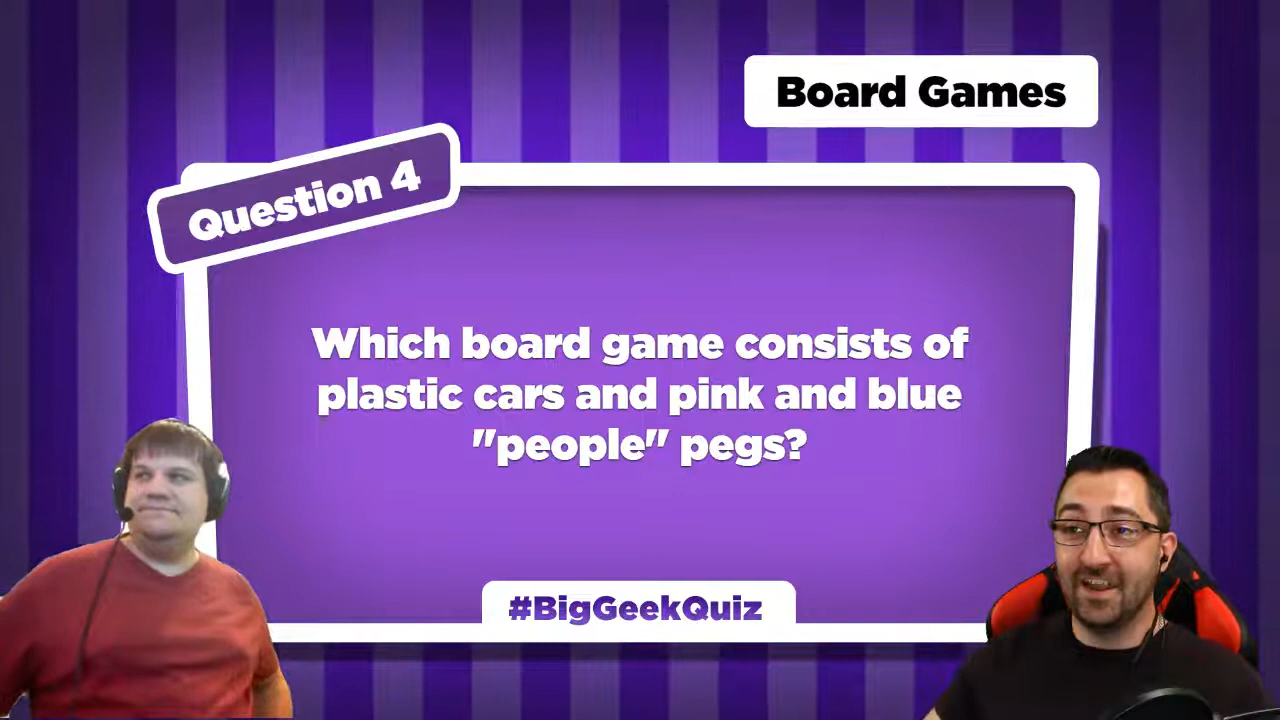 Board Games
Question 4
Which board game consists of
plastic cars and pink and blue
"people" pegs?
#BigGeekQuiz